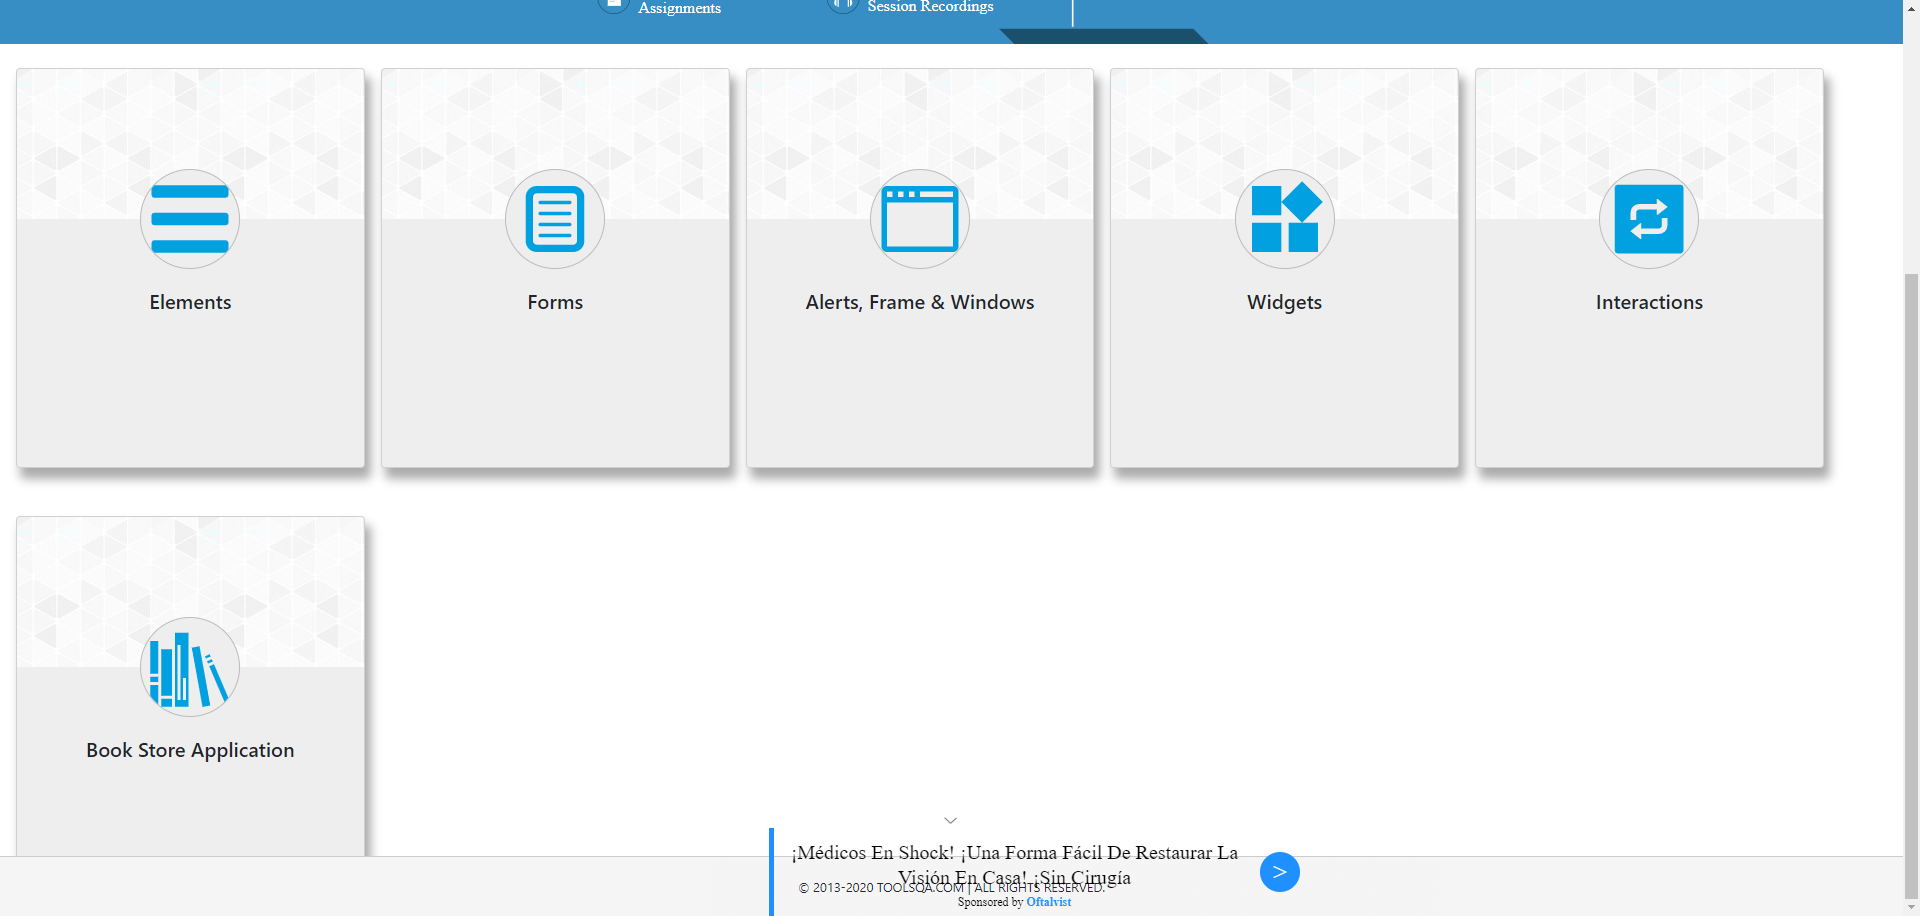 Assignments
Session Recordings
Elements
Forms
Alerts, Frame & Windows
Widgets
Interactions
Book Store Application
¡Médicos En Shock! ¡Una Forma Fácil De Restaurar La
Visión En Casa! ¡Sin Cirugía
>
© 2013-2020 TOOLSQA.COM | ALL RIGHTS RESERVED.
Sponsored by Oftalvist